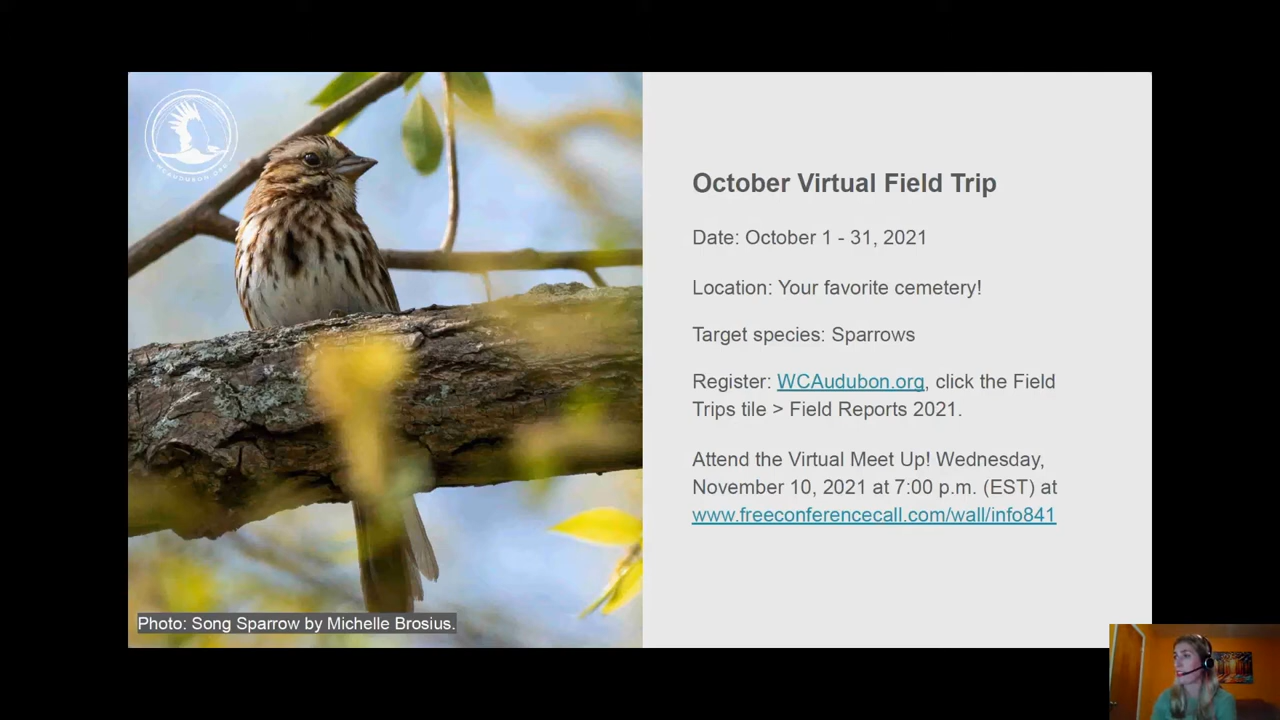 WCAUDUBON.ORG
October Virtual Field Trip
Date: October 1 - 31, 2021
Location: Your favorite cemetery!
Target species: Sparrows
Register: WCAudubon.org, click the Field
Trips tile > Field Reports 2021.
Attend the Virtual Meet Up! Wednesday,
November 10, 2021 at 7:00 p.m. (EST) at
www.freeconferencecall.com/wall/info841
Photo: Song Sparrow by Michelle Brosius.